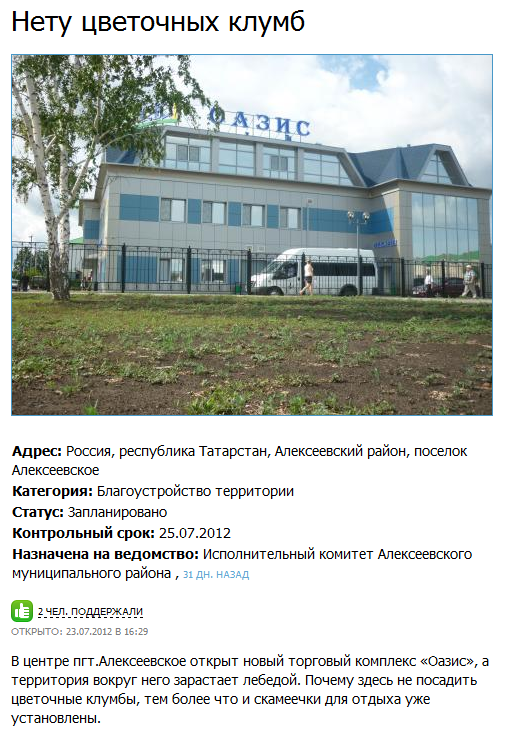 Нету цветочных клумб
ОАЗИС
Адрес: Россия, республика Татарстан, Алексеевский район, поселок
Алексеевское
Категория: Благоустройство территории
Статус: Запланировано
Контрольный срок: 25.07.2012
Назначена на ведомство: Исполнительный комитет Алексеевского
муниципального района , 31 ДН. НАЗАД
2 ЧЕЛ. ПОДДЕРЖАЛИ
ОТКРЫТО: 23.07.2012 В 16:29
В центре пгт.Алексеевское открыт новый торговый комплекс «Оазис», а
территория вокруг него зарастает лебедой. Почему здесь не посадить
цветочные клумбы, тем более что и скамеечки для отдыха уже
установлены.